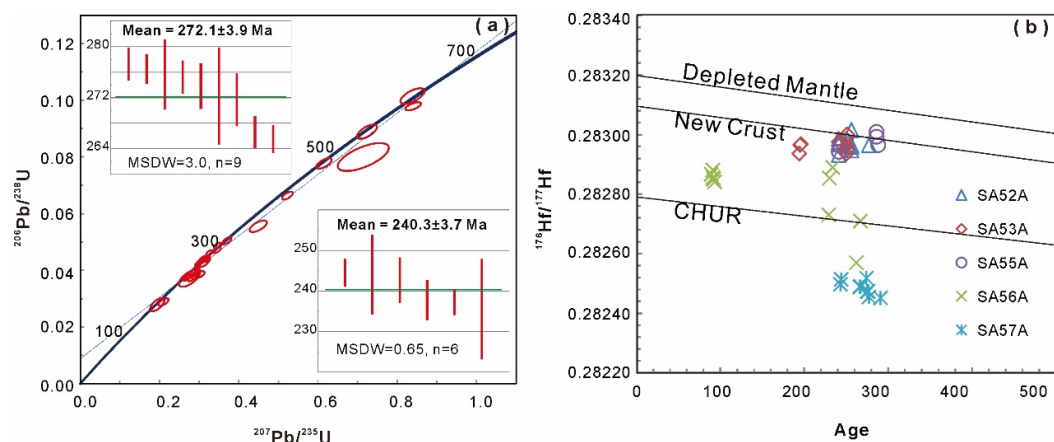 ( a )
Mean = 272.1±3.9 Ma
280
272
264
MSDW=3.0, n=9
700
500
300
100
Mean = 240.3±3.7 Ma
250
240
230
MSDW=0.65, n=6
0.12
0.10
0.08
0.06
0.04
0.02
0.00
0.0
0.2
0.4
0.6
0.8
1.0
²⁰⁶Pb/²³⁸U
²⁰⁷Pb/²³⁵U
( b )
Depleted Mantle
New Crust
CHUR
SA52A
SA53A
SA55A
SA56A
SA57A
0.28340
0.28320
0.28300
0.28280
0.28260
0.28240
0.28220
0
100
200
300
400
500
¹⁷⁶Hf/¹⁷⁷Hf
Age